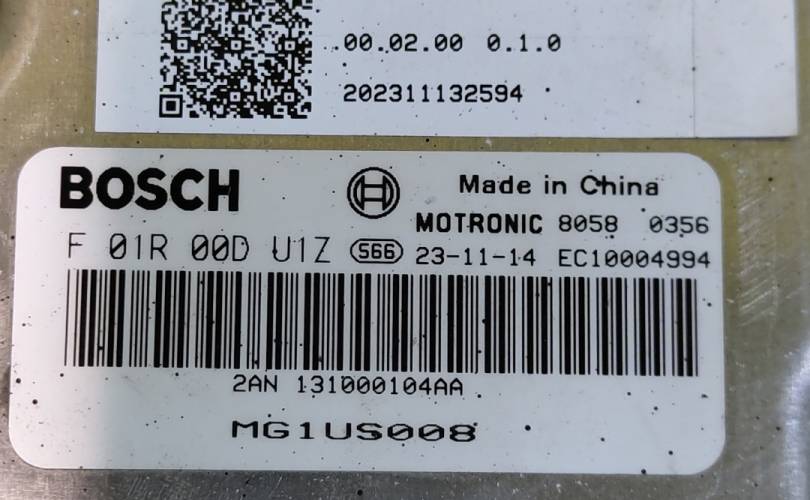 00.02.00 0.1.0
202311132594
BOSCH
Made in China
MOTRONIC 8058 0356
F 01R 00D U1Z S66 23-11-14 EC10004994
2AN 131000104AA
MG1US008